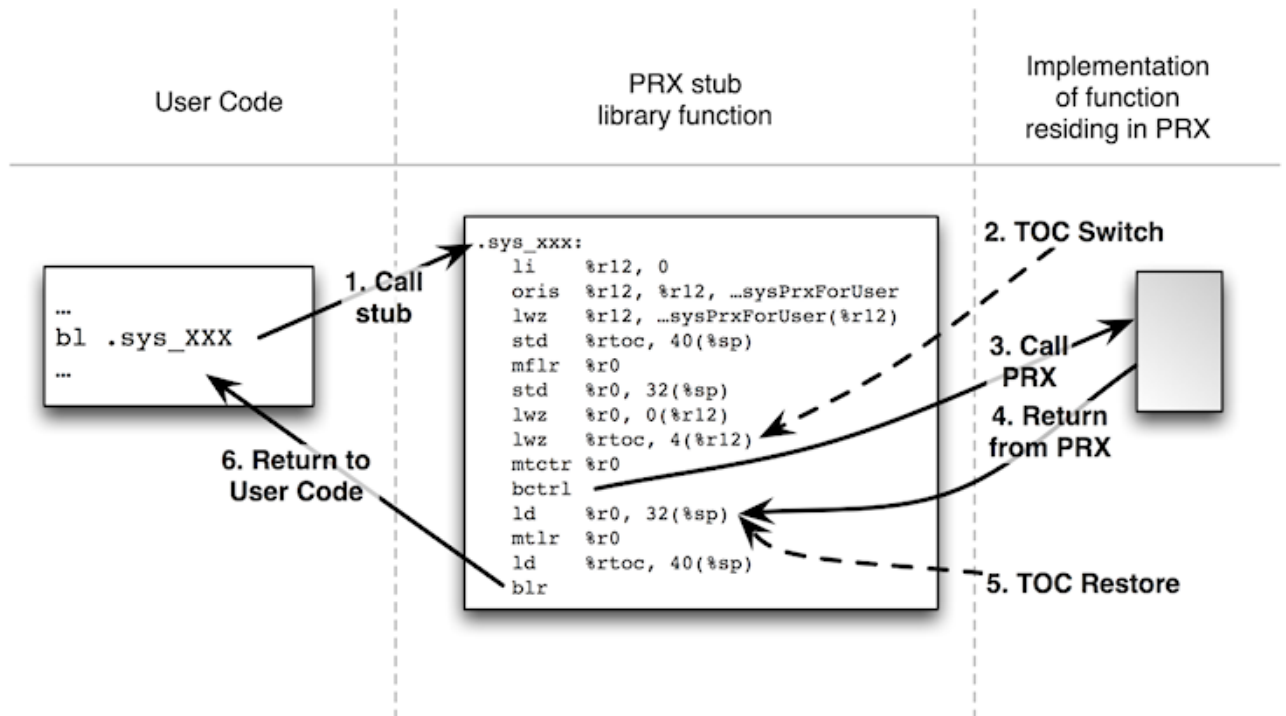 User Code
PRX stub
library function
Implementation
of function
residing in PRX
…
bl .sys_XXX
…
1. Call
stub
.sys_xxx:
li %r12, 0
oris %r12, %r12, …sysPrxForUser
lwz %r12, …sysPrxForUser(%r12)
std %rtoc, 40(%sp)
mflr %r0
std %r0, 32(%sp)
lwz %r0, 0(%r12)
lwz %rtoc, 4(%r12)
mtctr %r0
bctrl
ld %r0, 32(%sp)
mtlr %r0
ld %rtoc, 40(%sp)
blr
2. TOC Switch
3. Call
PRX
4. Return
from PRX
5. TOC Restore
6. Return to
User Code